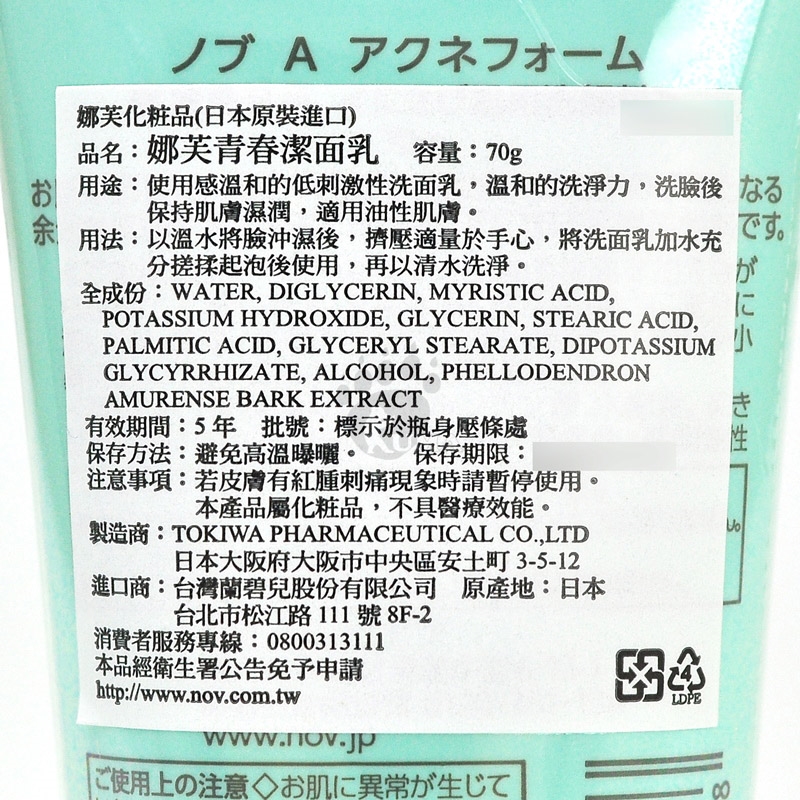 ノブ A アクネフォーム
娜芙化粧品(日本原裝進口)
品名：娜芙青春潔面乳 容量：70g
用途：使用感溫和的低刺激性洗面乳，溫和的洗淨力，洗臉後
保持肌膚濕潤，適用油性肌膚。
用法：以溫水將臉沖濕後，擠壓適量於手心，將洗面乳加水充
分搓揉起泡後使用，再以清水洗淨。
全成份：WATER, DIGLYCERIN, MYRISTIC ACID,
POTASSIUM HYDROXIDE, GLYCERIN, STEARIC ACID,
PALMITIC ACID, GLYCERYL STEARATE, DIPOTASSIUM
GLYCYRRHIZATE, ALCOHOL, PHELLODENDRON
AMURENSE BARK EXTRACT
有效期間：5 年 批號：標示於瓶身壓條處
保存方法：避免高溫曝曬。 保存期限：
注意事項：若皮膚有紅腫刺痛現象時請暫停使用。
本產品屬化粧品，不具醫療效能。
製造商：TOKIWA PHARMACEUTICAL CO.,LTD
日本大阪府大阪市中央區安土町 3-5-12
進口商：台灣蘭碧兒股份有限公司 原產地：日本
台北市松江路 111 號 8F-2
消費者服務專線：0800313111
本品經衛生署公告免予申請
http://www.nov.com.tw
4
LDPE
www.nov.jp
ご使用上の注意◇お肌に異常が生じて
お
余
なる
です。
が
に
小
き
性
8